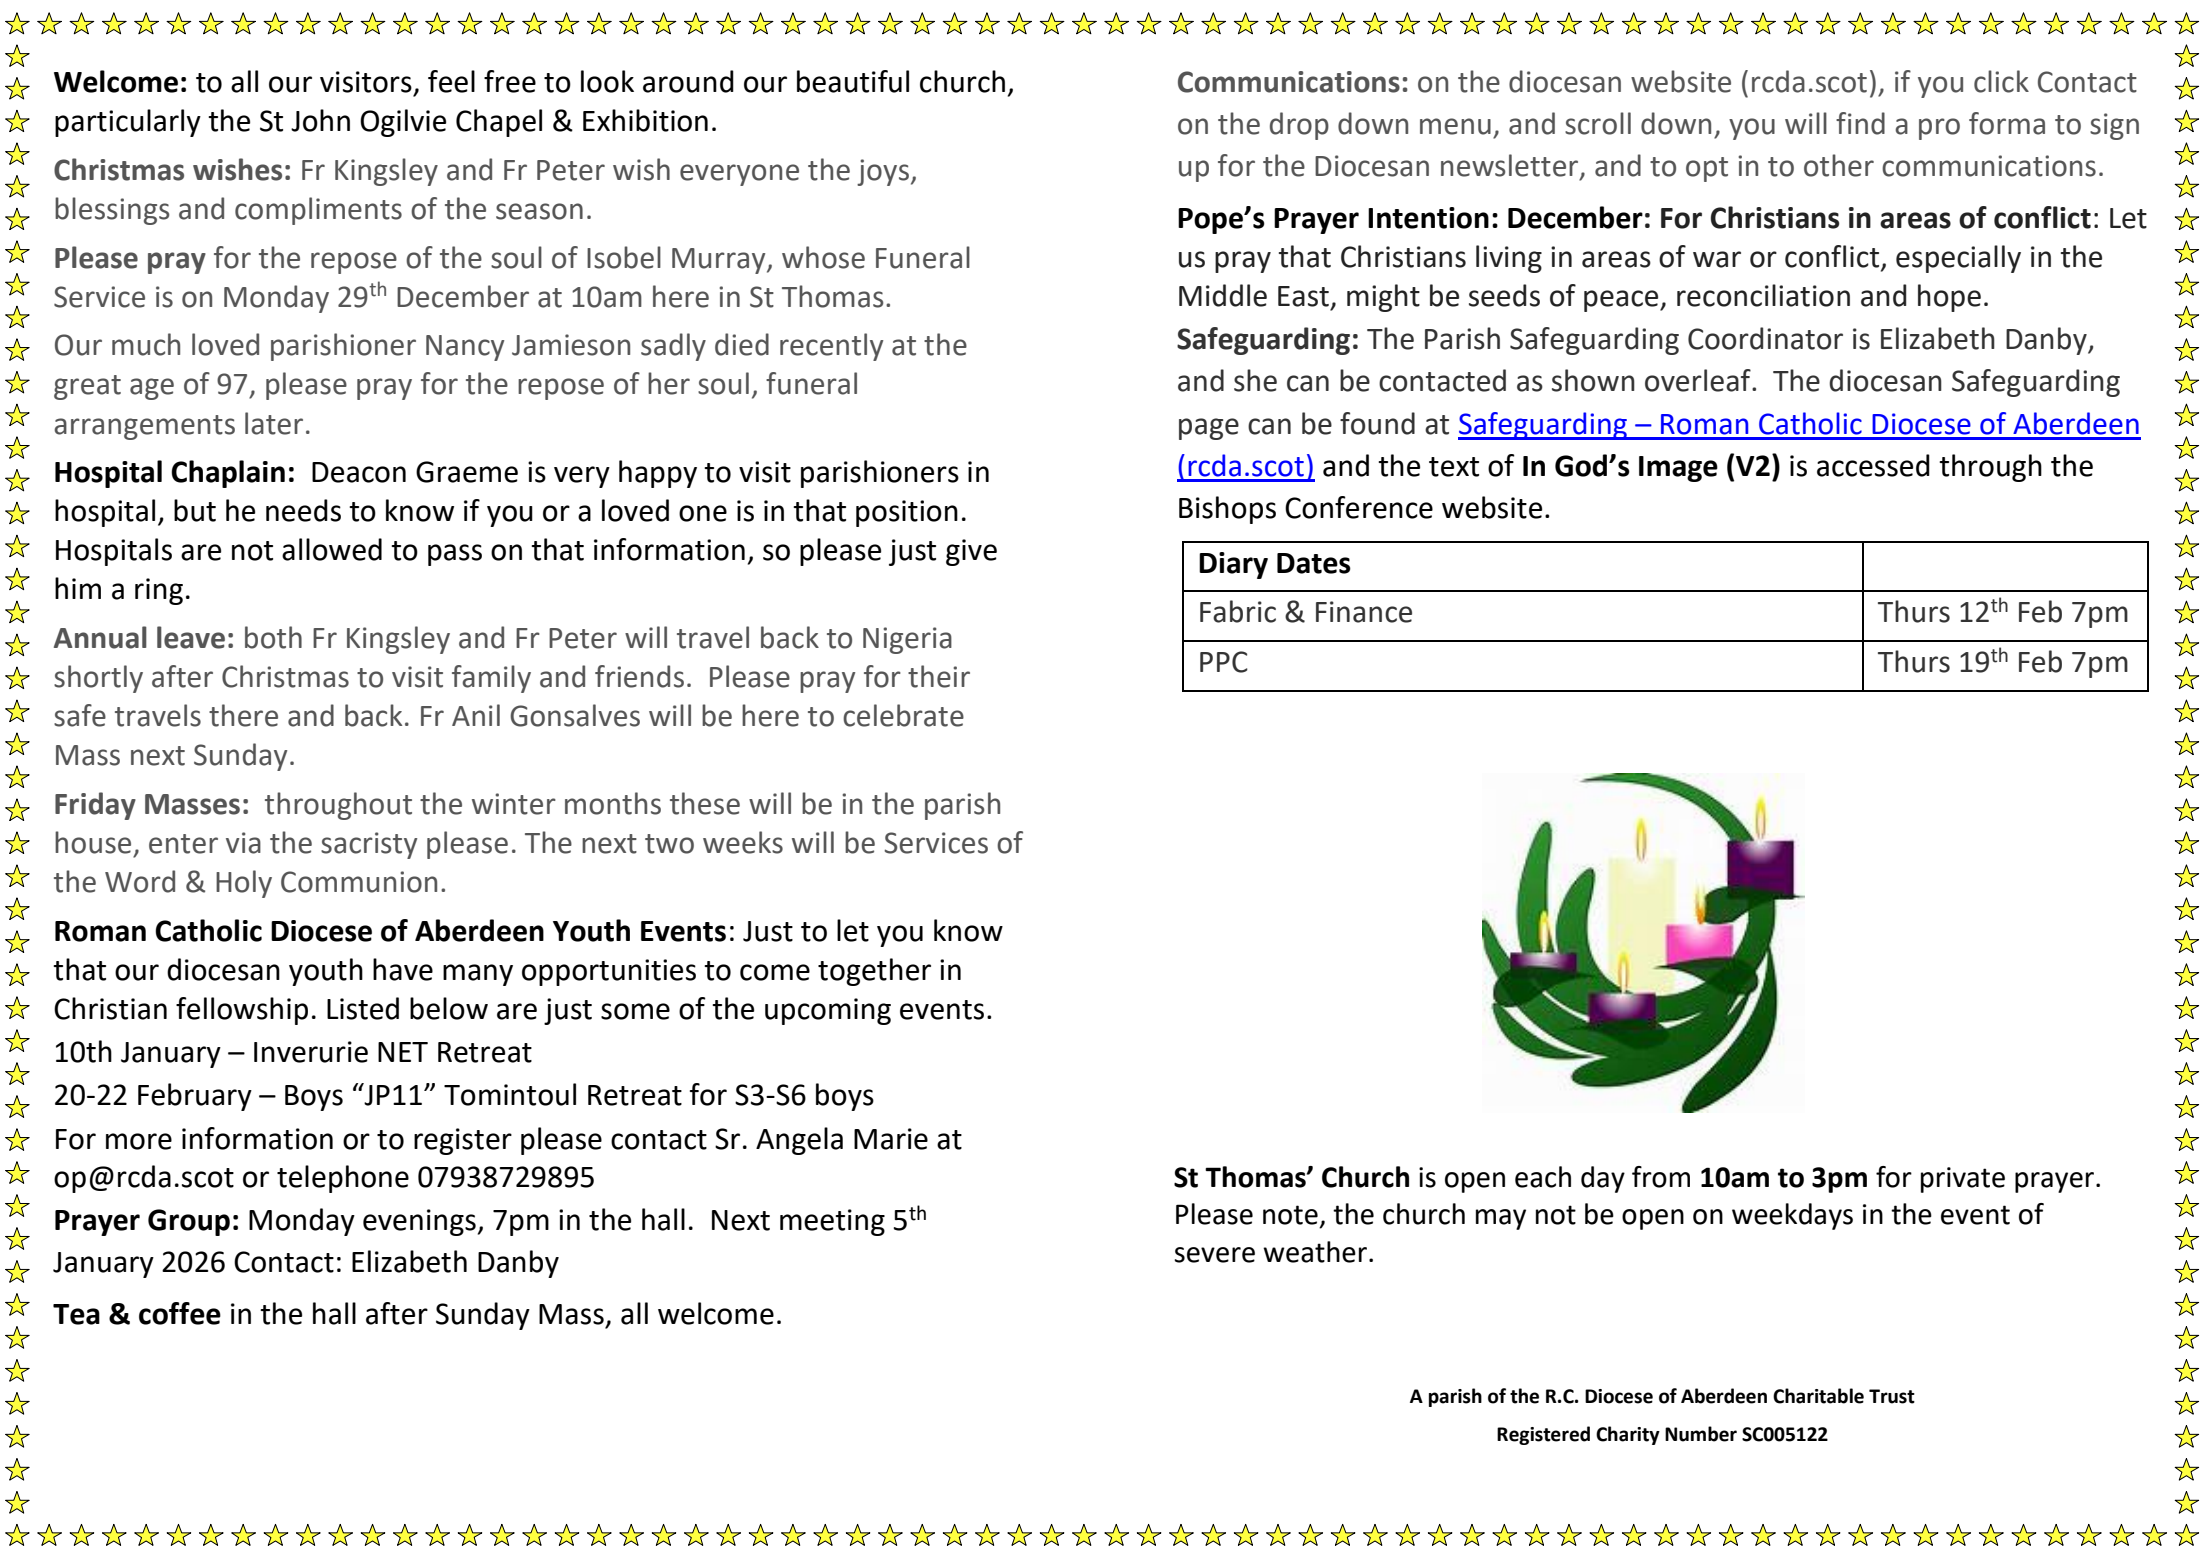 Welcome: to all our visitors, feel free to look around our beautiful church,
particularly the St John Ogilvie Chapel & Exhibition.
Christmas wishes: Fr Kingsley and Fr Peter wish everyone the joys,
blessings and compliments of the season.
Please pray for the repose of the soul of Isobel Murray, whose Funeral
Service is on Monday 29th December at 10am here in St Thomas.
Our much loved parishioner Nancy Jamieson sadly died recently at the
great age of 97, please pray for the repose of her soul, funeral
arrangements later.
Hospital Chaplain: Deacon Graeme is very happy to visit parishioners in
hospital, but he needs to know if you or a loved one is in that position.
Hospitals are not allowed to pass on that information, so please just give
him a ring.
Annual leave: both Fr Kingsley and Fr Peter will travel back to Nigeria
shortly after Christmas to visit family and friends. Please pray for their
safe travels there and back. Fr Anil Gonsalves will be here to celebrate
Mass next Sunday.
Friday Masses: throughout the winter months these will be in the parish
house, enter via the sacristy please. The next two weeks will be Services of
the Word & Holy Communion.
Roman Catholic Diocese of Aberdeen Youth Events: Just to let you know
that our diocesan youth have many opportunities to come together in
Christian fellowship. Listed below are just some of the upcoming events.
10th January – Inverurie NET Retreat
20-22 February – Boys “JP11” Tomintoul Retreat for S3-S6 boys
For more information or to register please contact Sr. Angela Marie at
op@rcda.scot or telephone 07938729895
Prayer Group: Monday evenings, 7pm in the hall. Next meeting 5th
January 2026 Contact: Elizabeth Danby
Tea & coffee in the hall after Sunday Mass, all welcome.
Communications: on the diocesan website (rcda.scot), if you click Contact
on the drop down menu, and scroll down, you will find a pro forma to sign
up for the Diocesan newsletter, and to opt in to other communications.
Pope’s Prayer Intention: December: For Christians in areas of conflict: Let
us pray that Christians living in areas of war or conflict, especially in the
Middle East, might be seeds of peace, reconciliation and hope.
Safeguarding: The Parish Safeguarding Coordinator is Elizabeth Danby,
and she can be contacted as shown overleaf. The diocesan Safeguarding
page can be found at Safeguarding – Roman Catholic Diocese of Aberdeen
(rcda.scot) and the text of In God’s Image (V2) is accessed through the
Bishops Conference website.
Diary Dates
Fabric & Finance Thurs 12th Feb 7pm
PPC Thurs 19th Feb 7pm
St Thomas’ Church is open each day from 10am to 3pm for private prayer.
Please note, the church may not be open on weekdays in the event of
severe weather.
A parish of the R.C. Diocese of Aberdeen Charitable Trust
Registered Charity Number SC005122